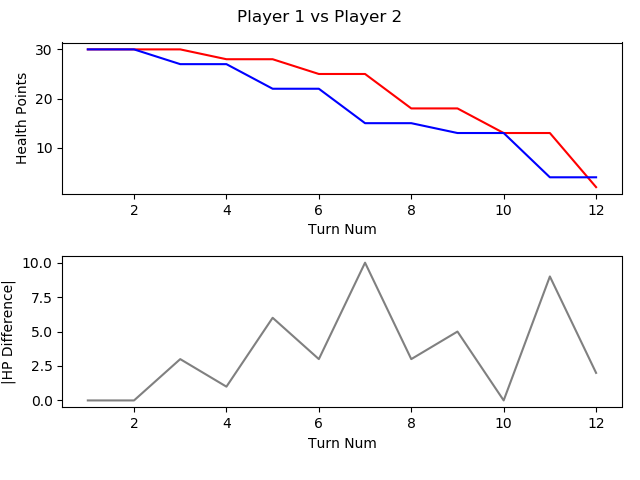 Player 1 vs Player 2
30
20
10
Health Points
2 4 6 8 10 12
Turn Num
10.0
7.5
5.0
2.5
0.0
|HP Difference|
2 4 6 8 10 12
Turn Num